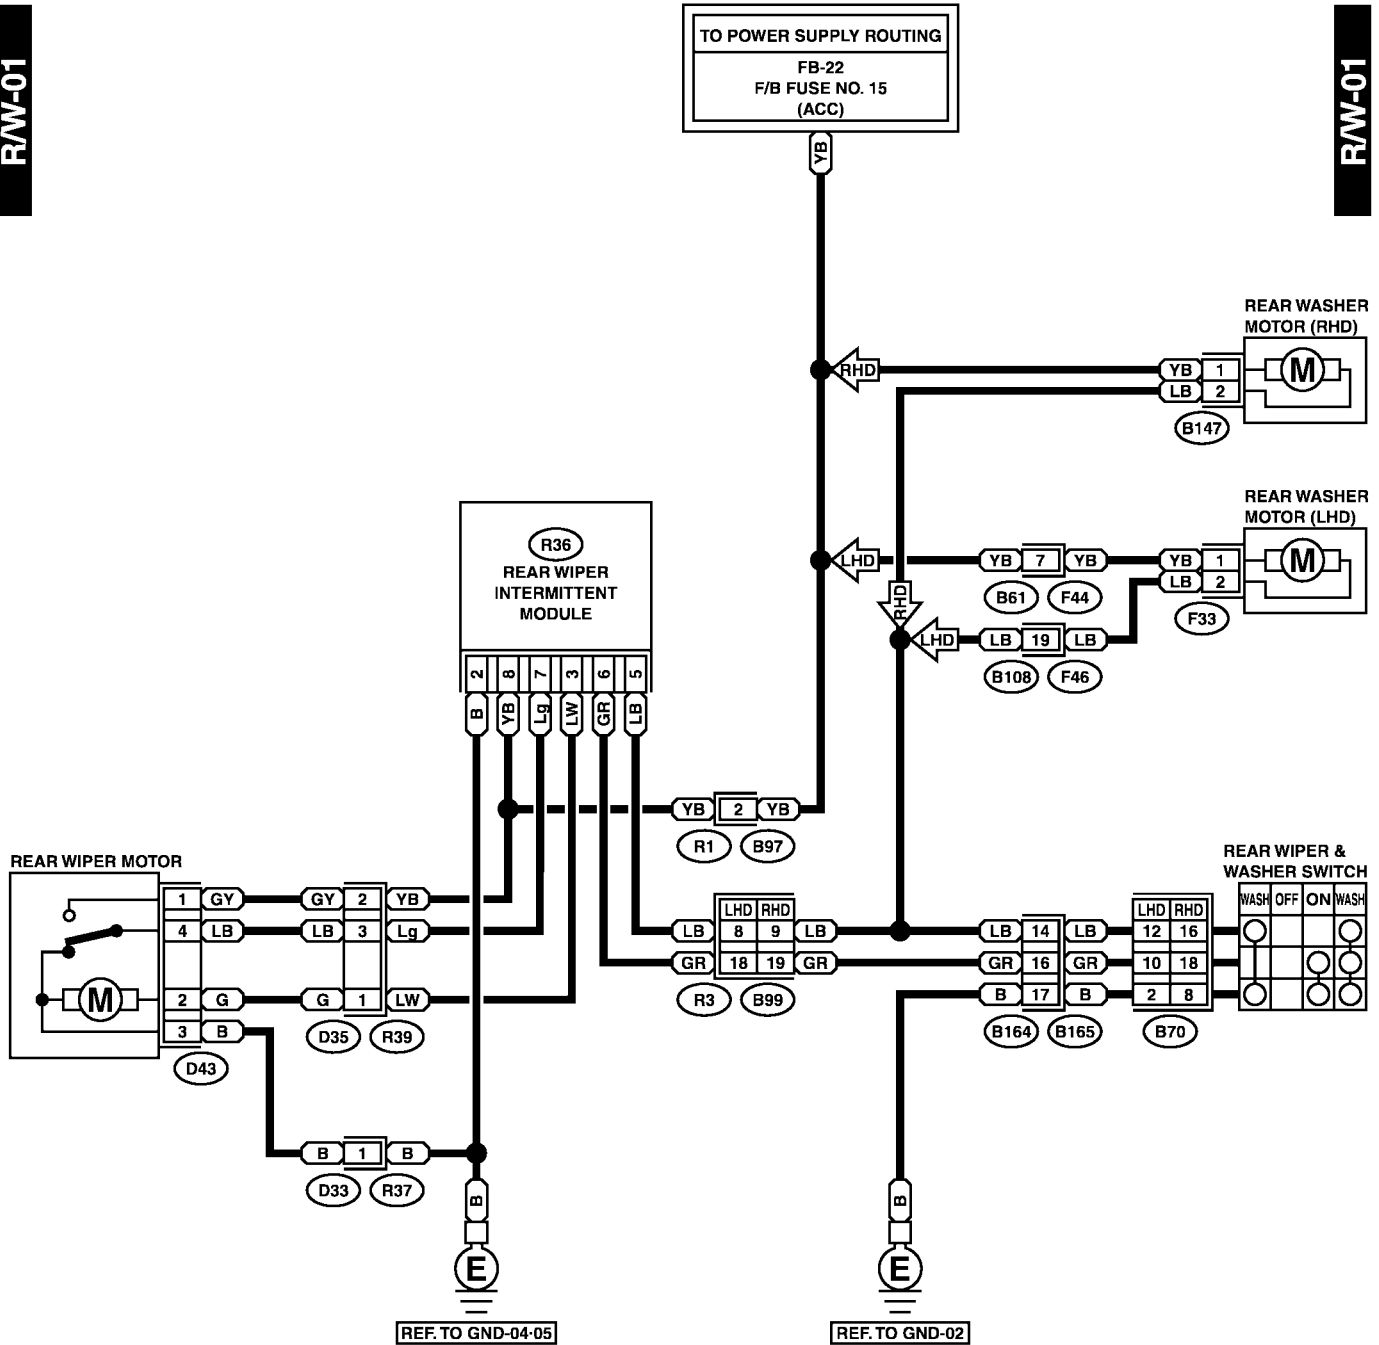 R/W-01
R/W-01
TO POWER SUPPLY ROUTING
FB-22
F/B FUSE NO. 15
(ACC)
YB
REAR WASHER
MOTOR (RHD)
RHD
YB 1
LB 2
M
B147
REAR WASHER
MOTOR (LHD)
LHD
YB 7 YB
YB 1
LB 2
M
B61 F44
F33
RHD
LHD
LB 19 LB
B108 F46
R36
REAR WIPER
INTERMITTENT
MODULE
2 8 7 3 6 5
B YB Lg LW GR LB
YB 2 YB
R1 B97
REAR WIPER MOTOR
1 GY GY 2 YB
4 LB LB 3 Lg
M
2 G G 1 LW
3 B
D35 R39
D43
REAR WIPER &
WASHER SWITCH
WASH OFF ON WASH
LHD RHD
LB 8 9 LB
GR 18 19 GR
R3 B99
LB 14 LB
GR 16 GR
B 17 B
B164 B165
LHD RHD
12 16
10 18
2 8
B70
B 1 B
D33 R37
B
E
REF. TO GND-04·05
B
E
REF. TO GND-02